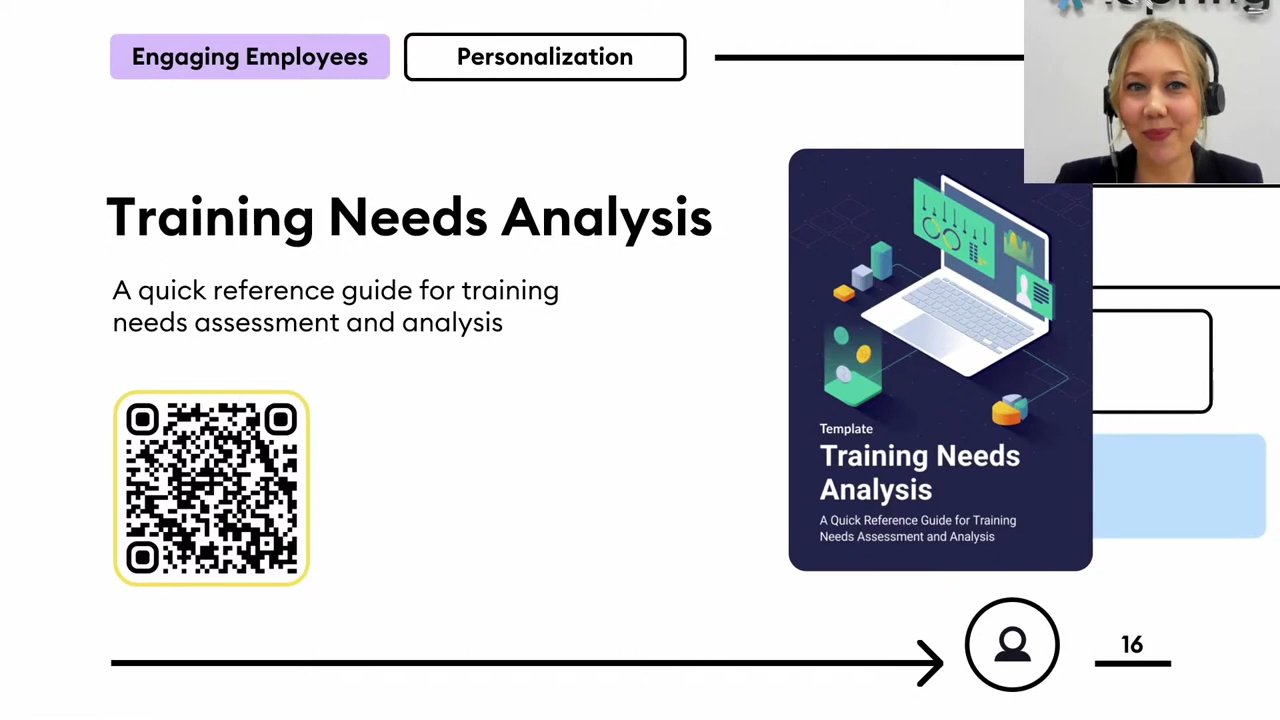 Engaging Employees
Personalization
Training Needs Analysis
A quick reference guide for training
needs assessment and analysis
Template
Training Needs
Analysis
A Quick Reference Guide for Training
Needs Assessment and Analysis
16